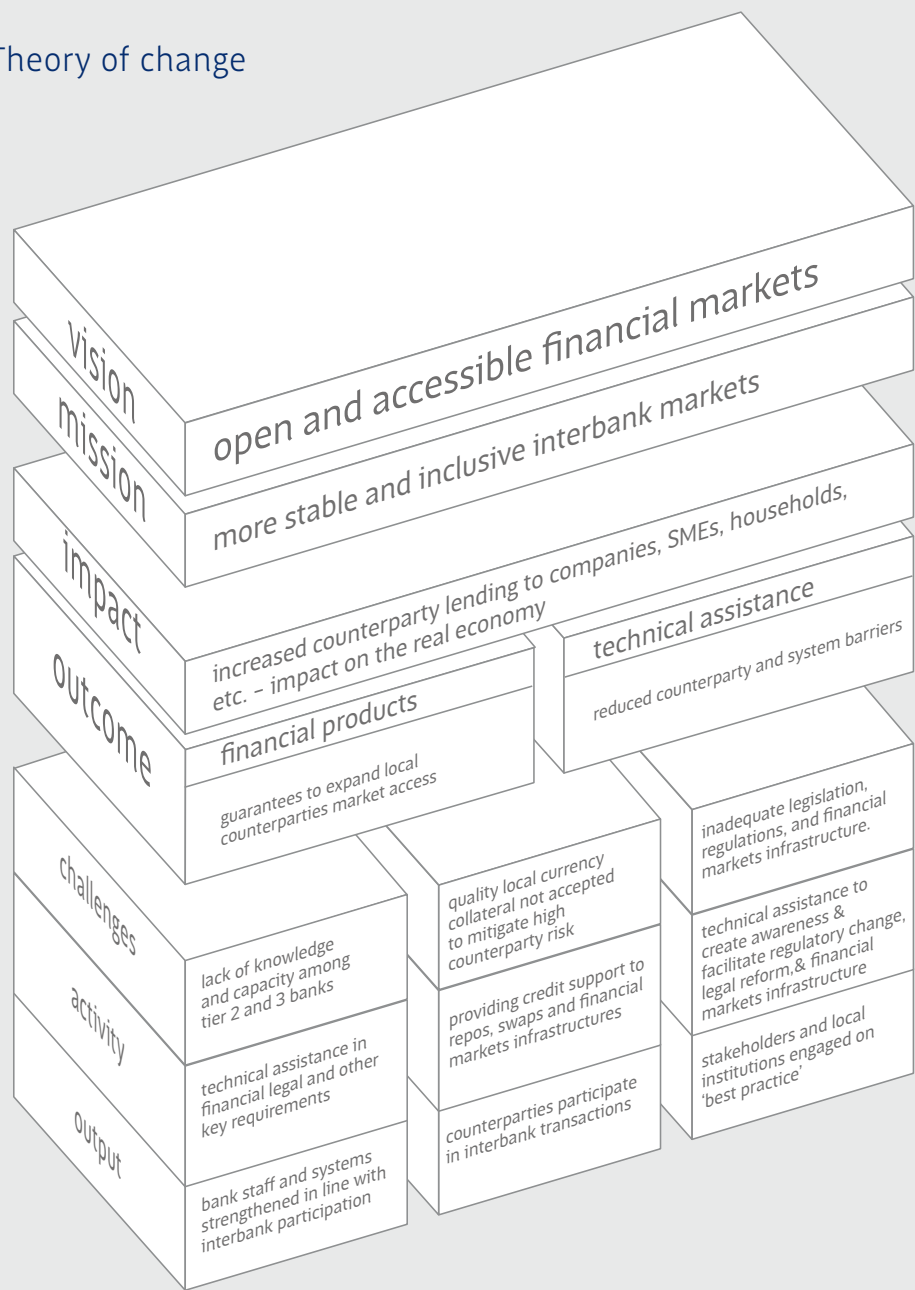 Theory of change
vision
open and accessible financial markets
mission
more stable and inclusive interbank markets
impact
increased counterparty lending to companies, SMEs, households,
etc. – impact on the real economy
outcome
financial products
guarantees to expand local
counterparties market access
technical assistance
reduced counterparty and system barriers
challenges
lack of knowledge
and capacity among
tier 2 and 3 banks
quality local currency
collateral not accepted
to mitigate high
counterparty risk
inadequate legislation,
regulations, and financial
markets infrastructure.
activity
technical assistance in
financial legal and other
key requirements
providing credit support to
repos, swaps and financial
markets infrastructures
technical assistance to
create awareness &
facilitate regulatory change,
legal reform,& financial
markets infrastructure
output
bank staff and systems
strengthened in line with
interbank participation
counterparties participate
in interbank transactions
stakeholders and local
institutions engaged on
‘best practice’